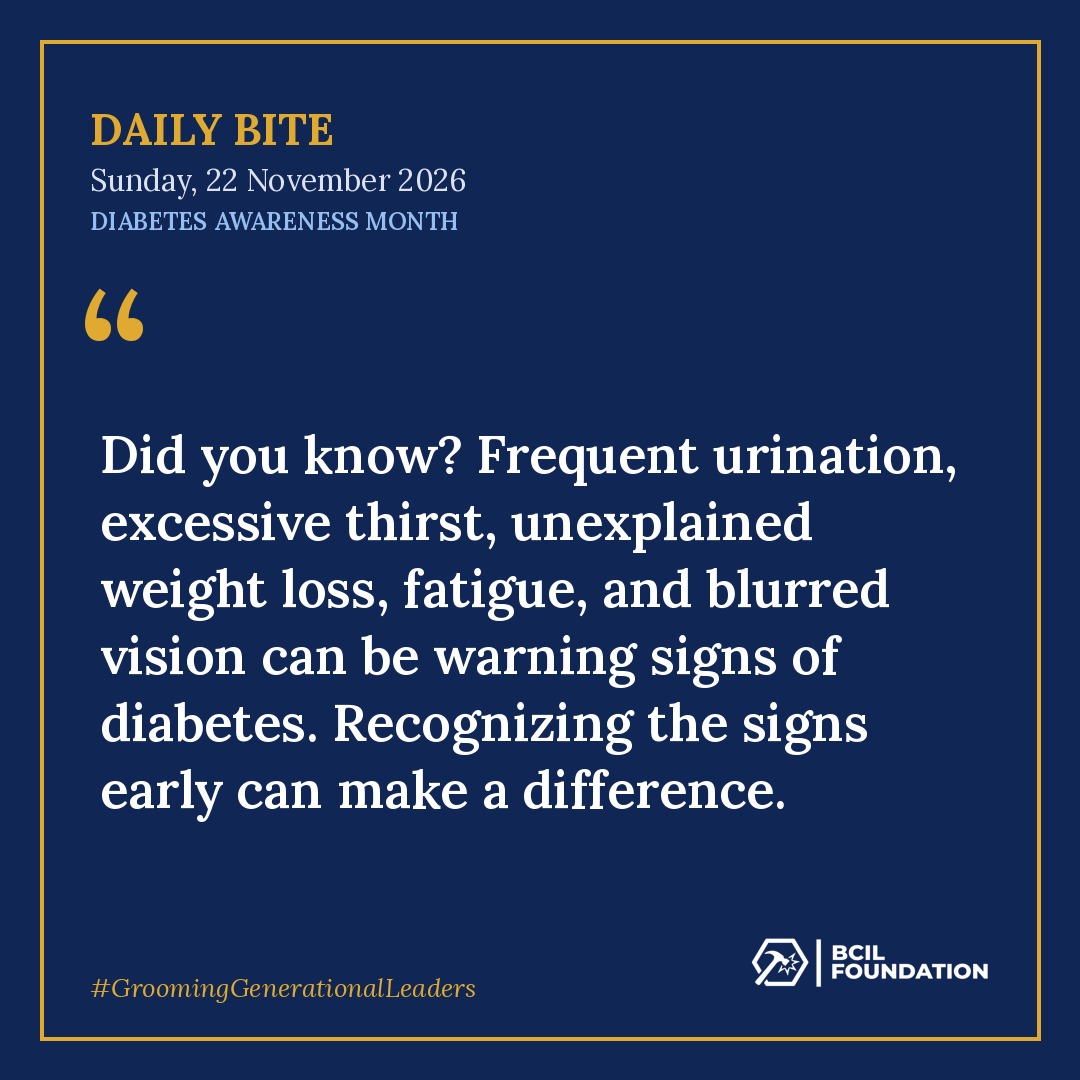 DAILY BITE
Sunday, 22 November 2026
DIABETES AWARENESS MONTH
“
Did you know? Frequent urination,
excessive thirst, unexplained
weight loss, fatigue, and blurred
vision can be warning signs of
diabetes. Recognizing the signs
early can make a difference.
#GroomingGenerationalLeaders
BCIL
FOUNDATION